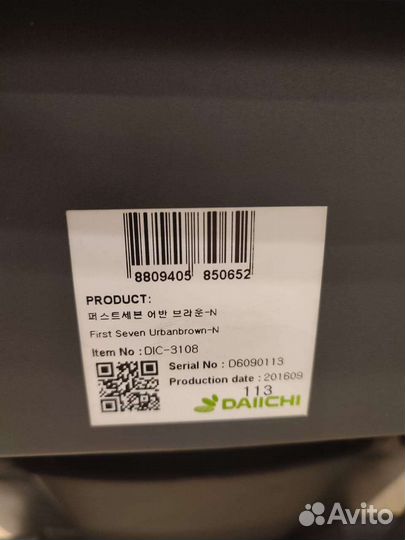 8809405 850652
PRODUCT:
퍼스트세븐 어반 브라운-N
First Seven Urbanbrown-N
Item No : DIC-3108
Serial No : D6090113
Production date : 201609
113
DAIICHI
Avito